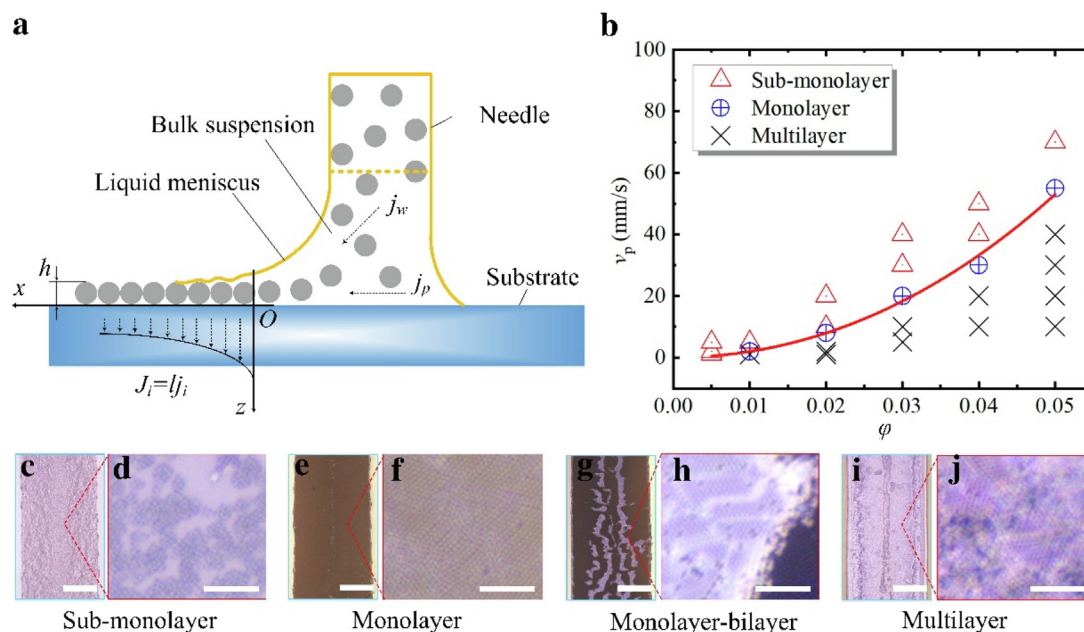 a
Bulk suspension
Liquid meniscus
Needle
j_w
j_p
h
x
O
Substrate
J_i=lj_i
z
b
v_p (mm/s)
100
80
60
40
20
0
Sub-monolayer
Monolayer
Multilayer
0.00 0.01 0.02 0.03 0.04 0.05
φ
c d e f g h i j
Sub-monolayer Monolayer Monolayer-bilayer Multilayer